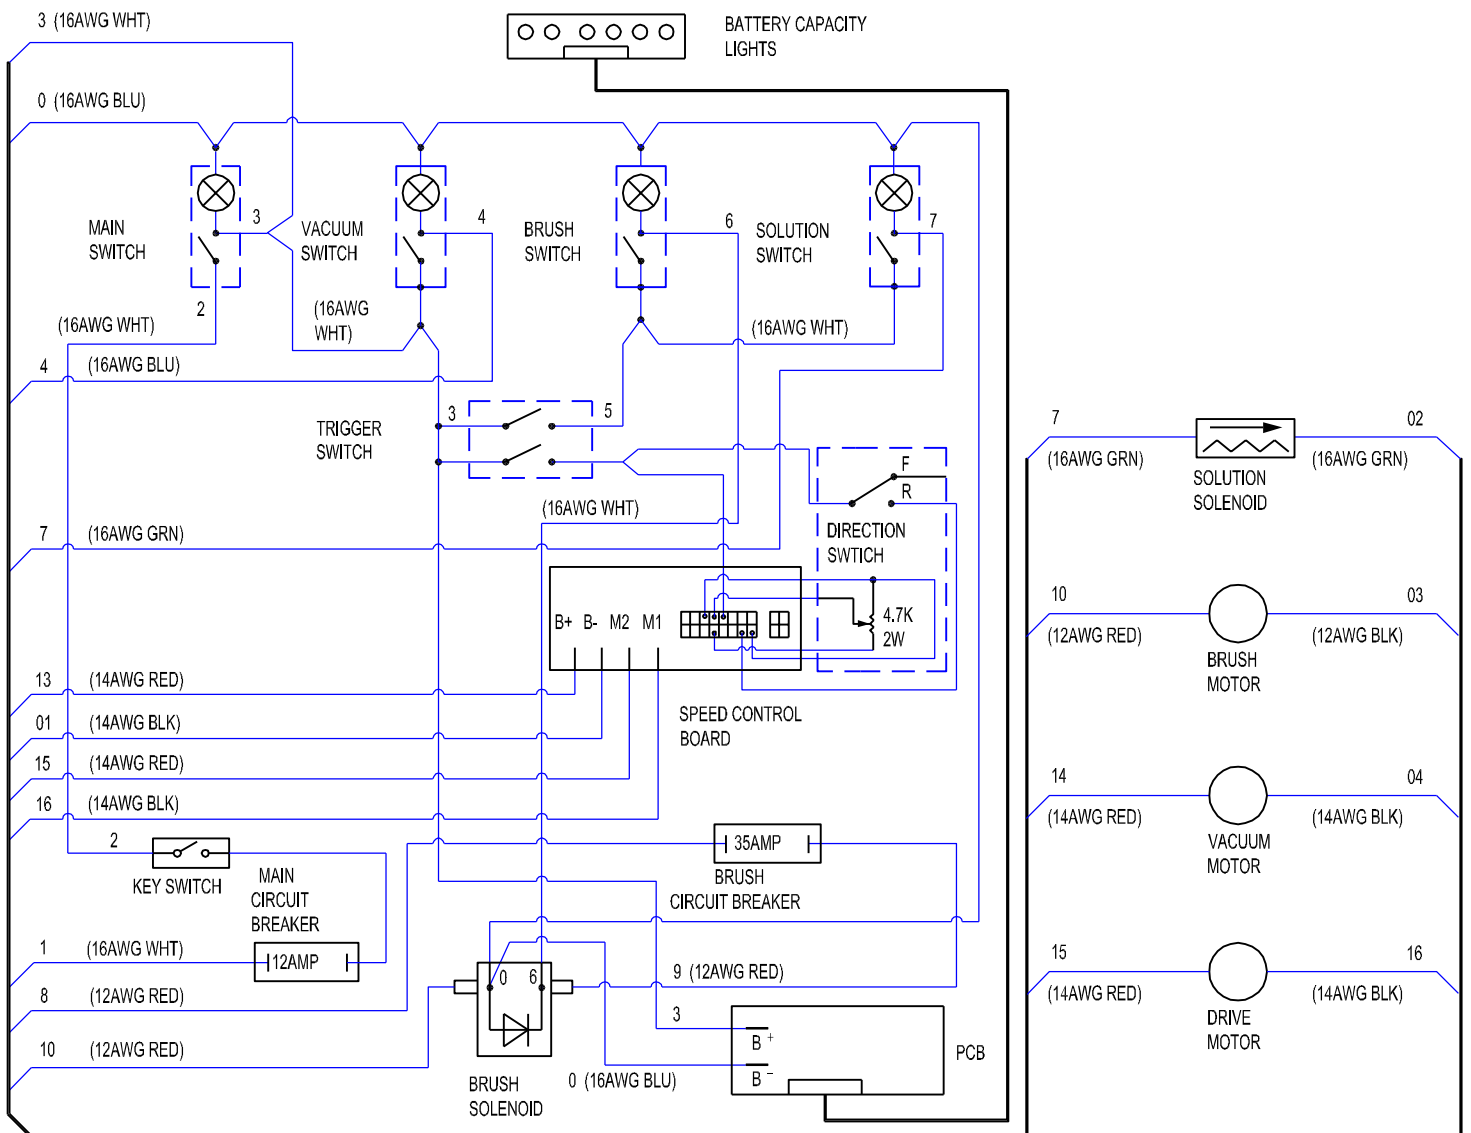 3 (16AWG WHT)
BATTERY CAPACITY
LIGHTS
0 (16AWG BLU)
MAIN
SWITCH
3
2
VACUUM
SWITCH
4
BRUSH
SWITCH
6
SOLUTION
SWITCH
7
(16AWG WHT)
(16AWG
WHT)
(16AWG WHT)
4 (16AWG BLU)
TRIGGER
SWITCH
3
5
F
R
DIRECTION
SWTICH
(16AWG WHT)
7 (16AWG GRN)
B+ B- M2 M1
4.7K
2W
SPEED CONTROL
BOARD
13 (14AWG RED)
01 (14AWG BLK)
15 (14AWG RED)
16 (14AWG BLK)
2
KEY SWITCH
MAIN
CIRCUIT
BREAKER
12AMP
35AMP
BRUSH
CIRCUIT BREAKER
1 (16AWG WHT)
8 (12AWG RED)
10 (12AWG RED)
0 6
9 (12AWG RED)
BRUSH
SOLENOID
0 (16AWG BLU)
3
B +
B -
PCB
7
02
(16AWG GRN)
(16AWG GRN)
SOLUTION
SOLENOID
10
03
(12AWG RED)
(12AWG BLK)
BRUSH
MOTOR
14
04
(14AWG RED)
(14AWG BLK)
VACUUM
MOTOR
15
16
(14AWG RED)
(14AWG BLK)
DRIVE
MOTOR